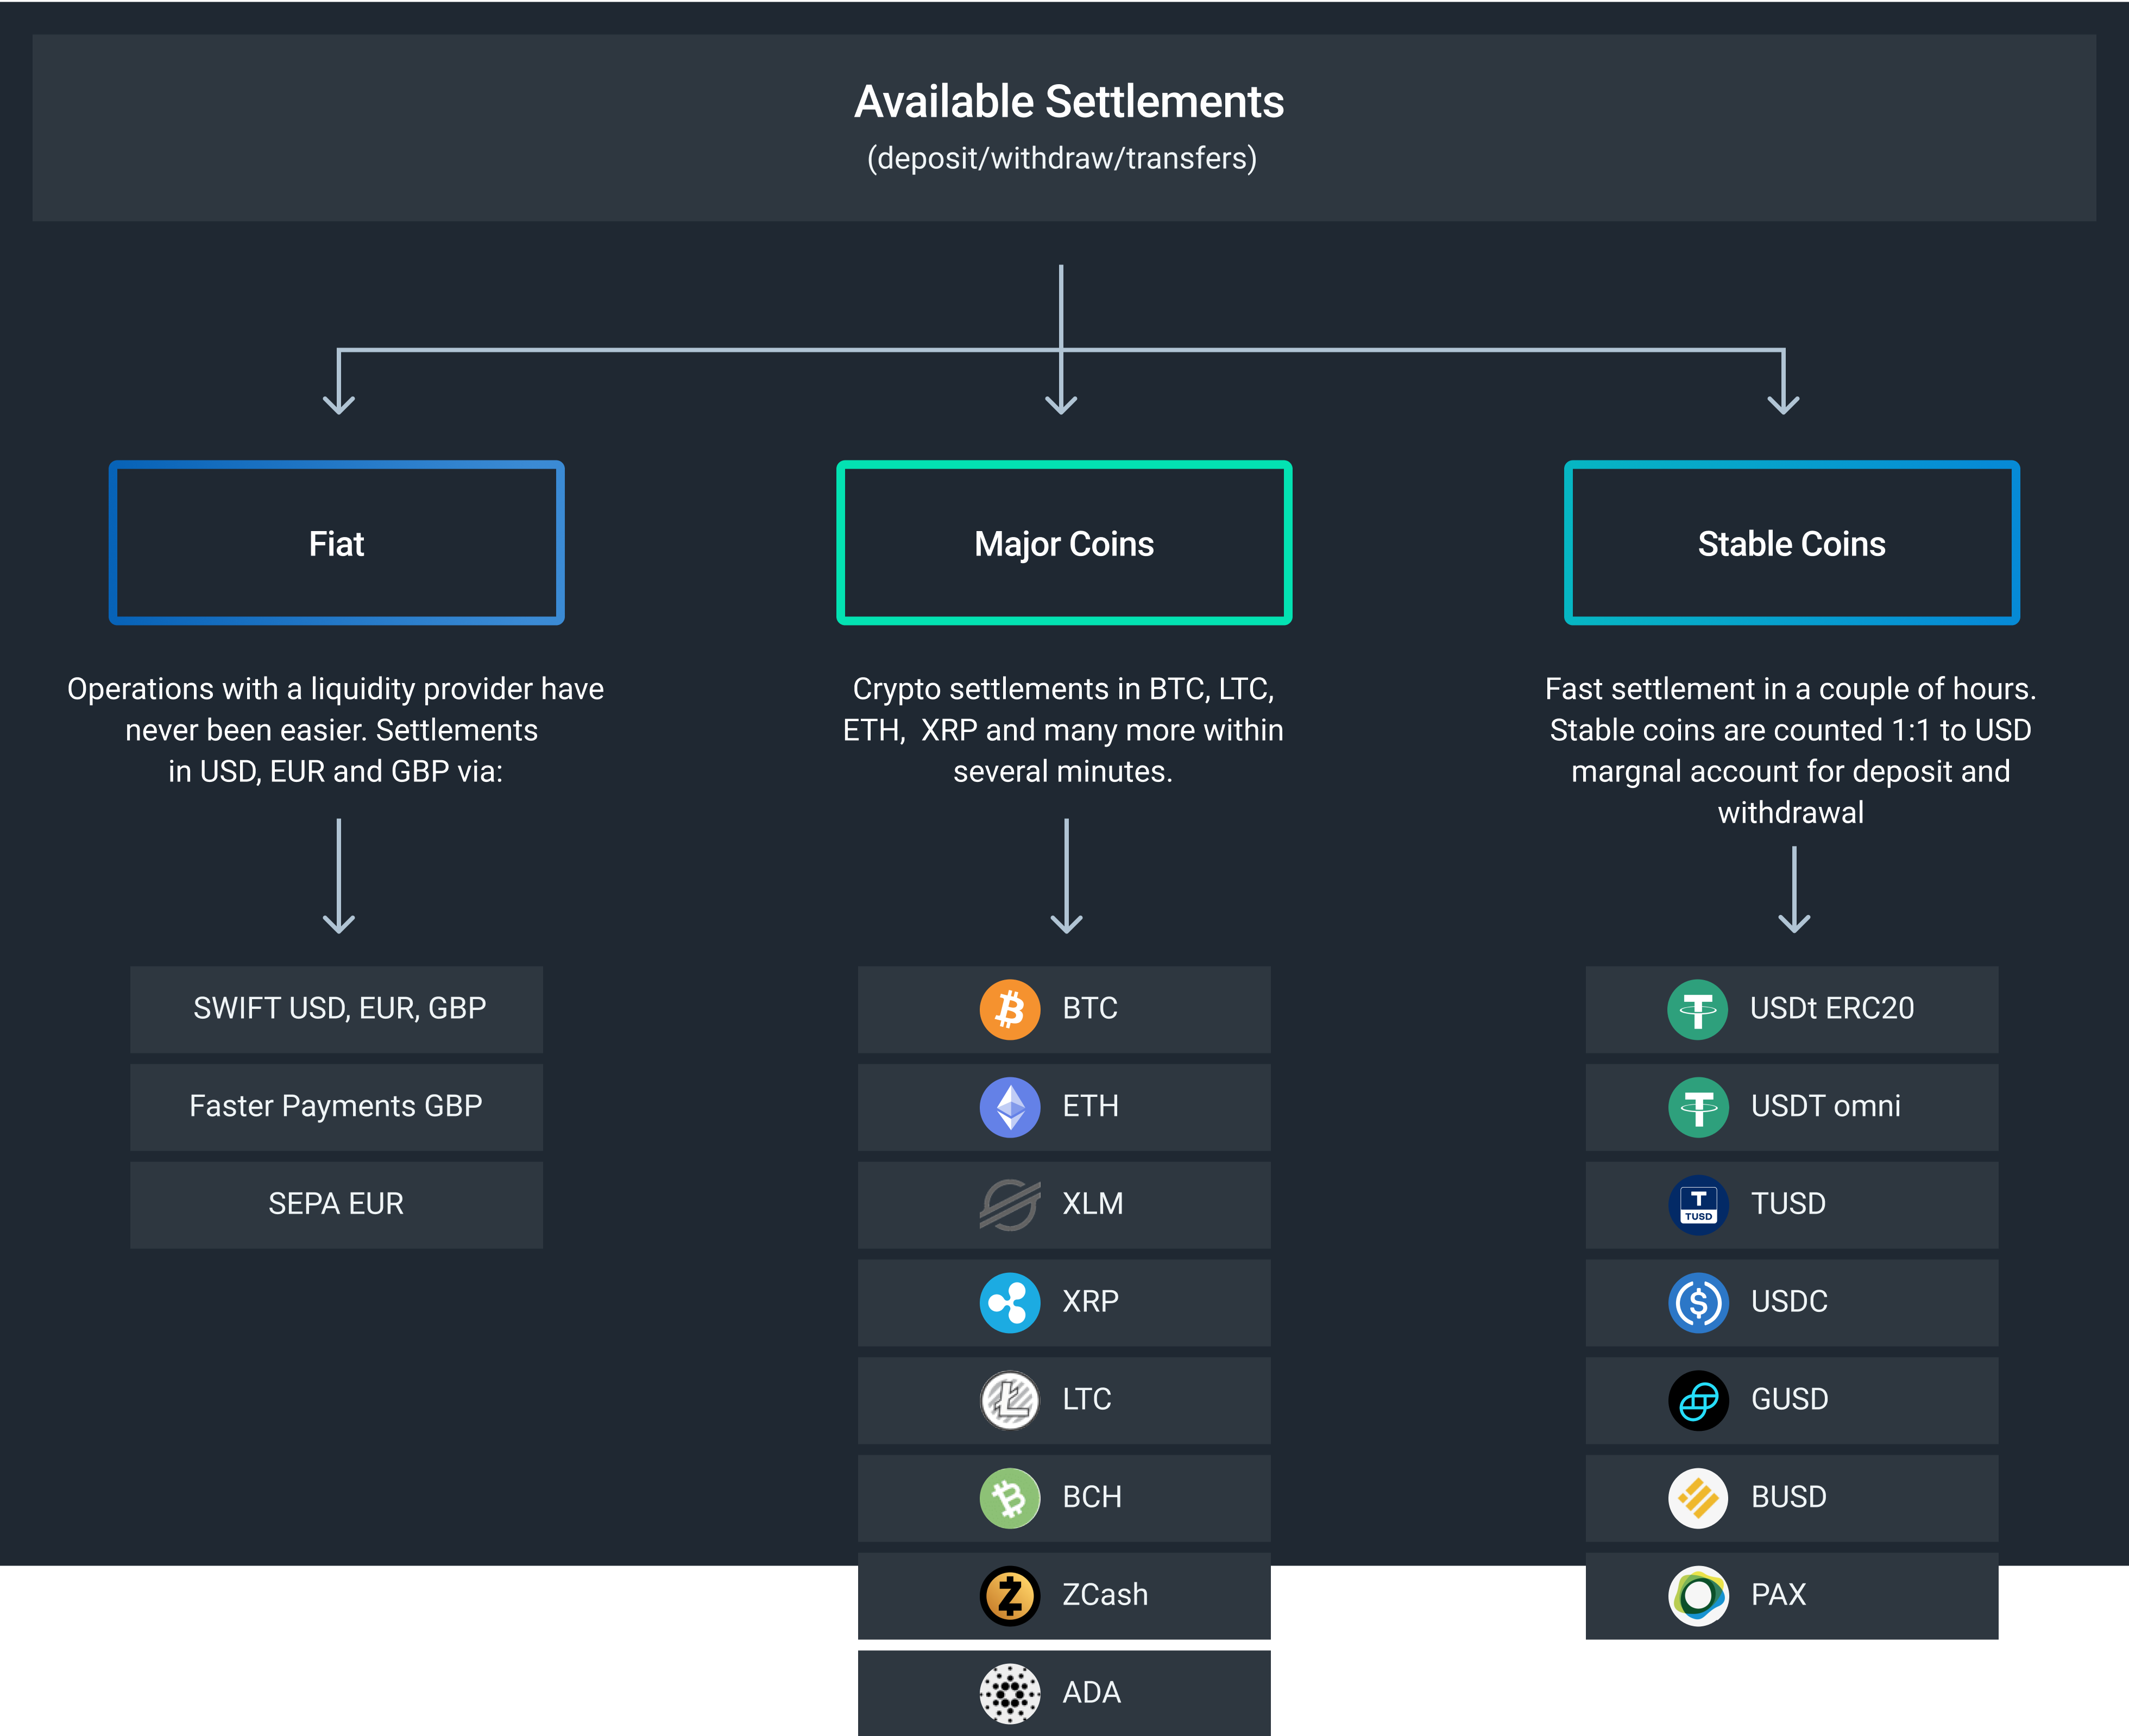 Available Settlements
(deposit/withdraw/transfers)
Fiat
Operations with a liquidity provider have
never been easier. Settlements
in USD, EUR and GBP via:
SWIFT USD, EUR, GBP
Faster Payments GBP
SEPA EUR
Major Coins
Crypto settlements in BTC, LTC,
ETH,  XRP and many more within
several minutes.
BTC
ETH
XLM
XRP
LTC
BCH
ZCash
ADA
Stable Coins
Fast settlement in a couple of hours.
Stable coins are counted 1:1 to USD
margnal account for deposit and
withdrawal
USDt ERC20
USDT omni
T
TUSD
TUSD
USDC
GUSD
BUSD
PAX